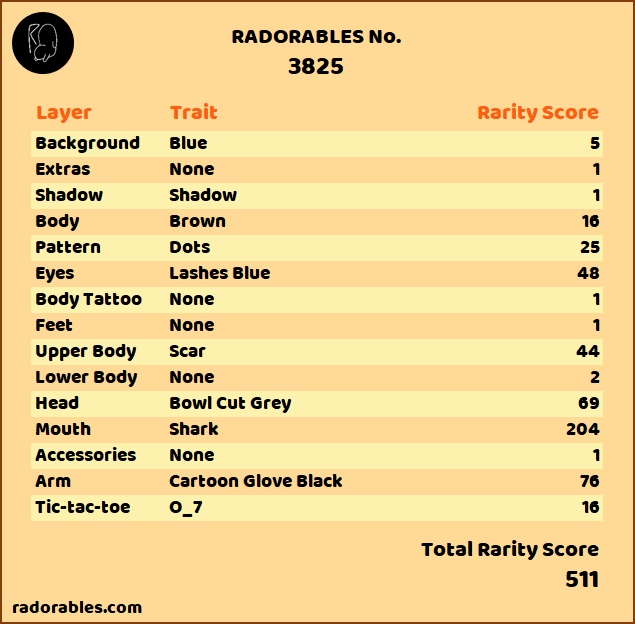 RADORABLES No.
3825
Layer Trait Rarity Score
Background Blue 5
Extras None 1
Shadow Shadow 1
Body Brown 16
Pattern Dots 25
Eyes Lashes Blue 48
Body Tattoo None 1
Feet None 1
Upper Body Scar 44
Lower Body None 2
Head Bowl Cut Grey 69
Mouth Shark 204
Accessories None 1
Arm Cartoon Glove Black 76
Tic-tac-toe O_7 16
Total Rarity Score
511
radorables.com